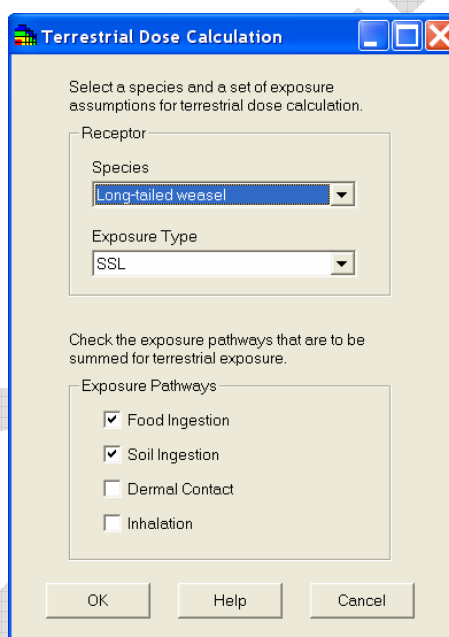 Terrestrial Dose Calculation
Select a species and a set of exposure
assumptions for terrestrial dose calculation.
Receptor
Species
Long-tailed weasel
Exposure Type
SSL
Check the exposure pathways that are to be
summed for terrestrial exposure.
Exposure Pathways
Food Ingestion
Soil Ingestion
Dermal Contact
Inhalation
OK Help Cancel